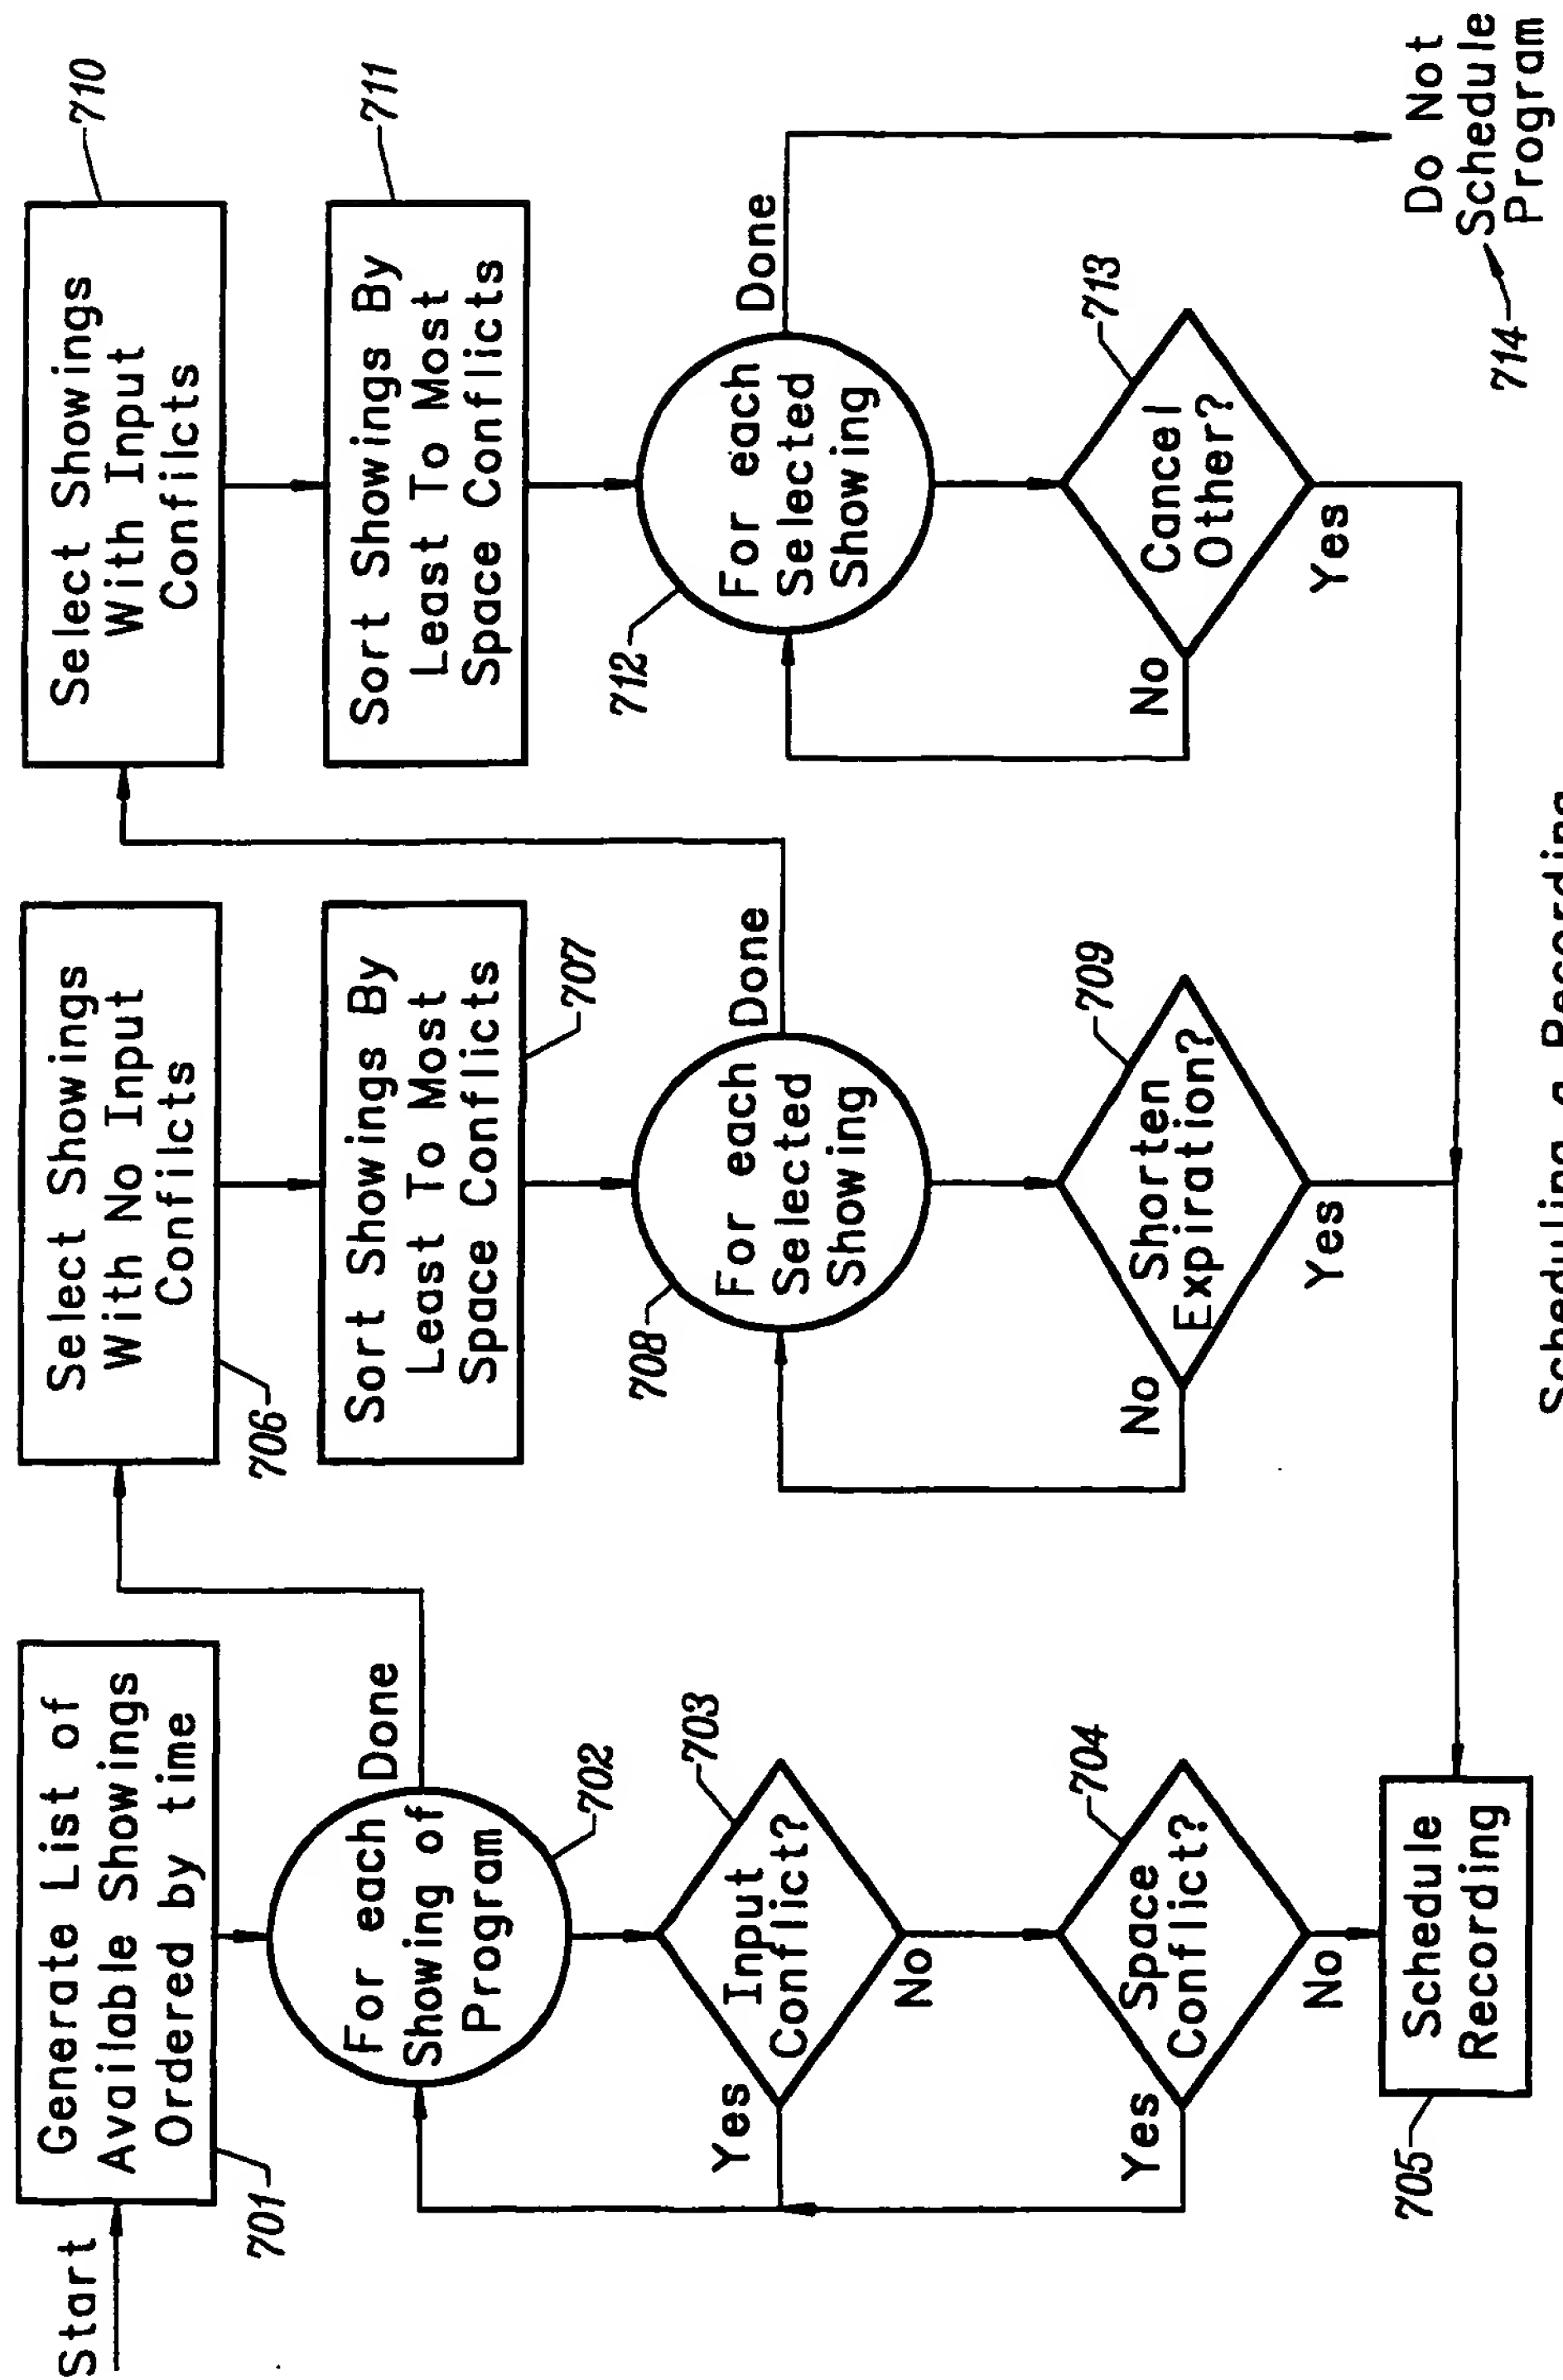 Start
Generate List of
Available Showings
Ordered by time
701
For each
Showing of
Program
Done
702
Input
Conflict?
703
Yes
No
Space
Conflict?
704
Yes
No
Schedule
Recording
705
Select Showings
With No Input
Confilcts
706
Sort Showings By
Least To Most
Space Conflicts
707
For each
Selected
Showing
Done
708
Shorten
Expiration?
709
No
Yes
Select Showings
With Input
Confilcts
710
Sort Showings By
Least To Most
Space Conflicts
711
For each
Selected
Showing
Done
712
Cancel
Other?
713
No
Yes
Do Not
Schedule
Program
714
Scheduling a Recording